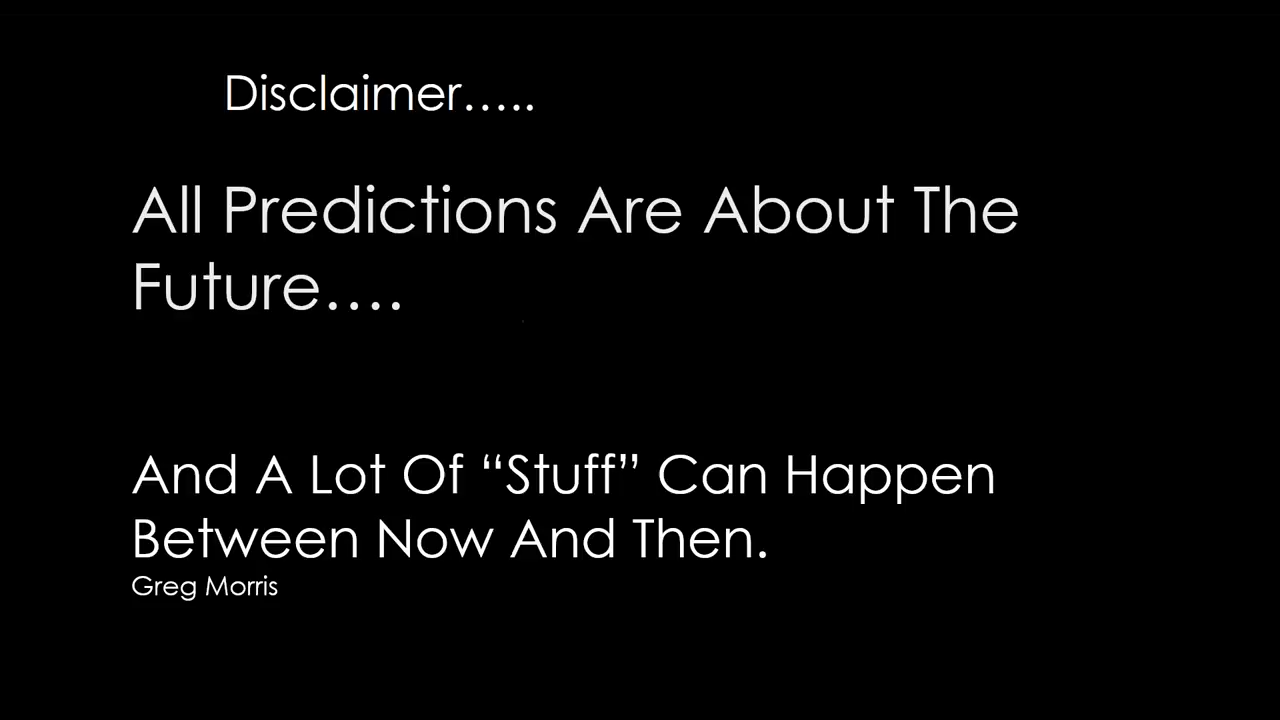 Disclaimer.....
All Predictions Are About The
Future....
And A Lot Of “Stuff” Can Happen
Between Now And Then.
Greg Morris